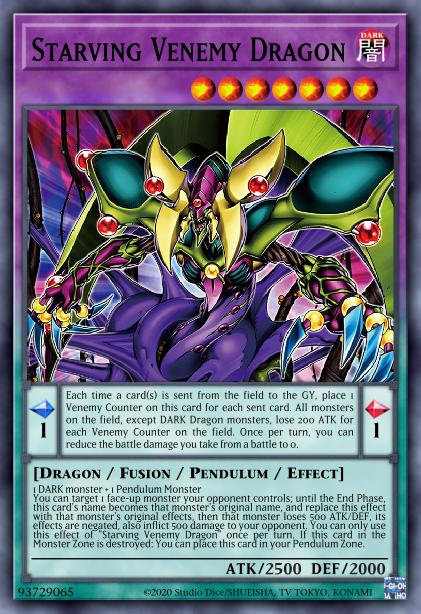 Starving Venemy Dragon
DARK
闇
Each time a card(s) is sent from the field to the GY, place 1
Venemy Counter on this card for each sent card. All monsters
on the field, except DARK Dragon monsters, lose 200 ATK for
each Venemy Counter on the field. Once per turn, you can
reduce the battle damage you take from a battle to 0.
1
1
[Dragon / Fusion / Pendulum / Effect]
1 DARK monster + 1 Pendulum Monster
You can target 1 face-up monster your opponent controls; until the End Phase,
this card's name becomes that monster's original name, and replace this effect
with that monster's original effects, then that monster loses 500 ATK/DEF, its
effects are negated, also inflict 500 damage to your opponent. You can only use
this effect of "Starving Venemy Dragon" once per turn. If this card in the
Monster Zone is destroyed: You can place this card in your Pendulum Zone.
ATK/2500 DEF/2000
93729065
©2020 Studio Dice/SHUEISHA, TV TOKYO, KONAMI